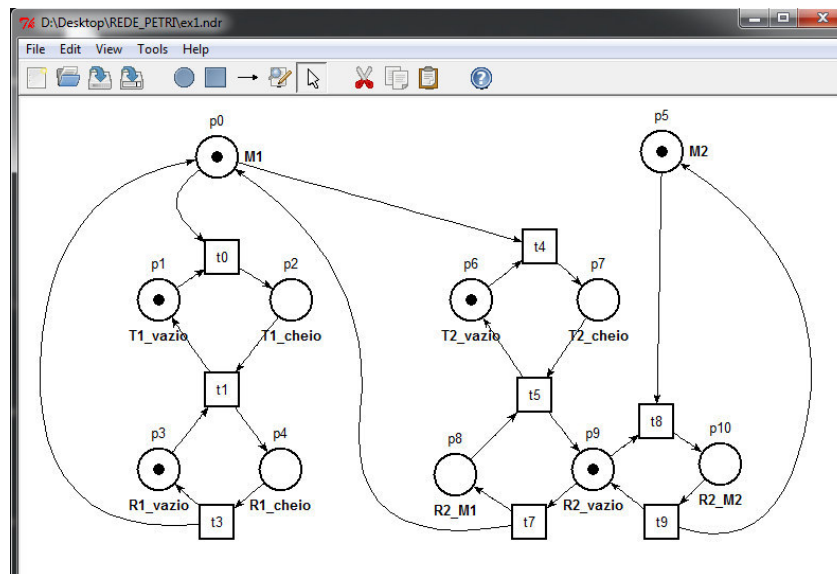 D:\Desktop\REDE_PETRI\ex1.ndr
File Edit View Tools Help
p0 p5
M1 M2
t0 t4
p1 p2 p6 p7
T1_vazio T1_cheio T2_vazio T2_cheio
t1 t5
t8
p3 p4 p8 p9 p10
R1_vazio R1_cheio R2_M1 R2_vazio R2_M2
t3 t7 t9